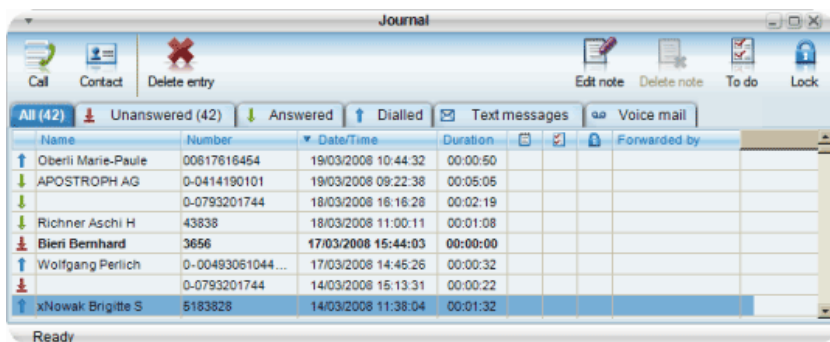 Journal
Call Contact Delete entry Edit note Delete note To do Lock
All (42) Unanswered (42) Answered Dialled Text messages Voice mail
Name Number Date/Time Duration Forwarded by
Oberli Marie-Paule 00617616454 19/03/2008 10:44:32 00:00:50
APOSTROPH AG 0-0414190101 19/03/2008 09:22:38 00:05:05
0-0793201744 18/03/2008 16:16:28 00:02:19
Richner Aschi H 43838 18/03/2008 11:00:11 00:01:08
Bieri Bernhard 3656 17/03/2008 15:44:03 00:00:00
Wolfgang Perlich 0-00493061044... 17/03/2008 14:45:26 00:00:32
0-0793201744 14/03/2008 15:13:31 00:00:22
xNowak Brigitte S 5183828 14/03/2008 11:38:04 00:01:32
Ready